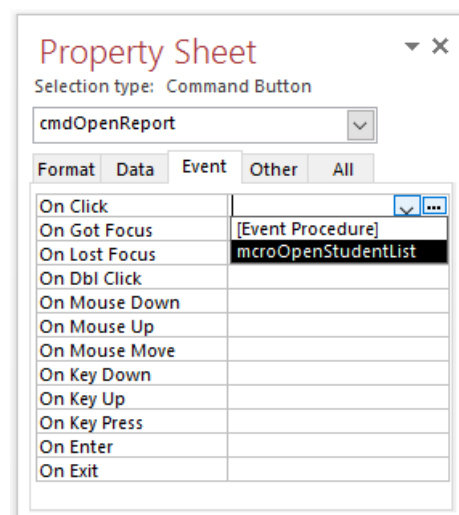 Property Sheet
Selection type: Command Button
cmdOpenReport
Format Data Event Other All
On Click
[Event Procedure]
mcroOpenStudentList
On Got Focus
On Lost Focus
On Dbl Click
On Mouse Down
On Mouse Up
On Mouse Move
On Key Down
On Key Up
On Key Press
On Enter
On Exit